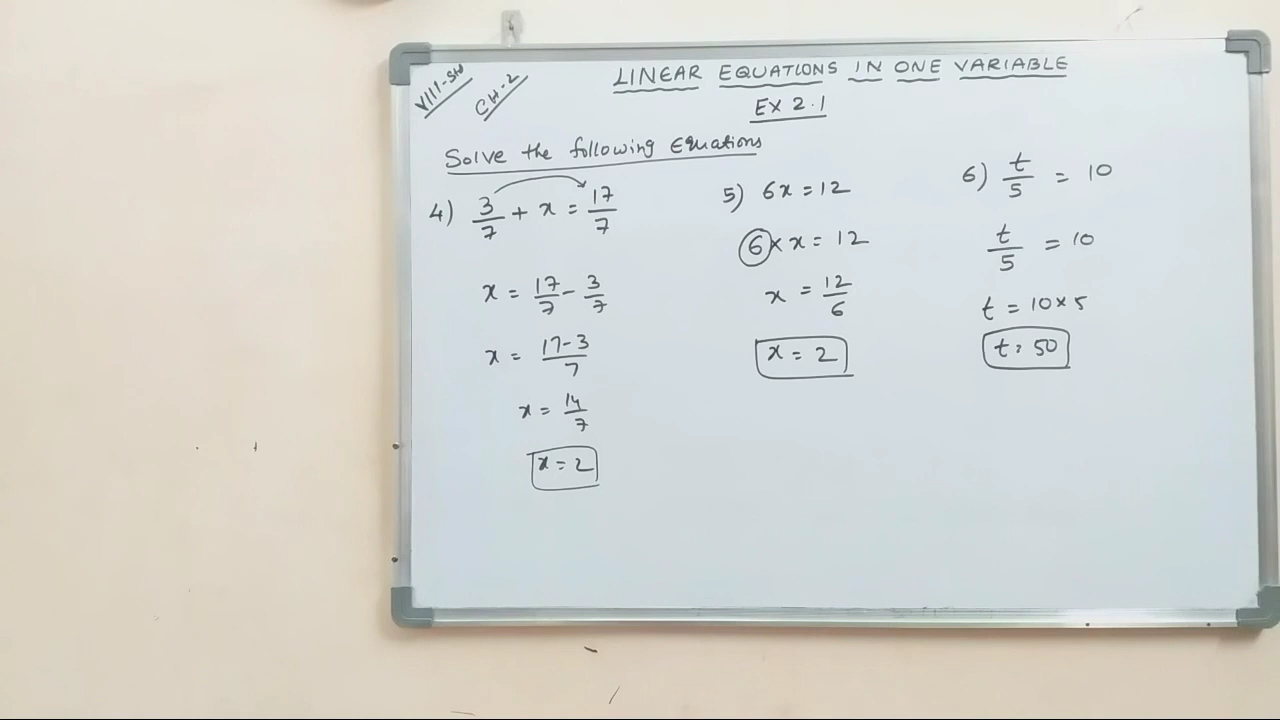 VIII-SH
CH-2
LINEAR EQUATIONS IN ONE VARIABLE
EX 2.1
Solve the following Equations
4) 3/7 + x = 17/7
x = 17/7 - 3/7
x = 17-3/7
x = 14/7
x = 2
5) 6x = 12
6 × x = 12
x = 12/6
x = 2
6) t/5 = 10
t/5 = 10
t = 10 × 5
t = 50